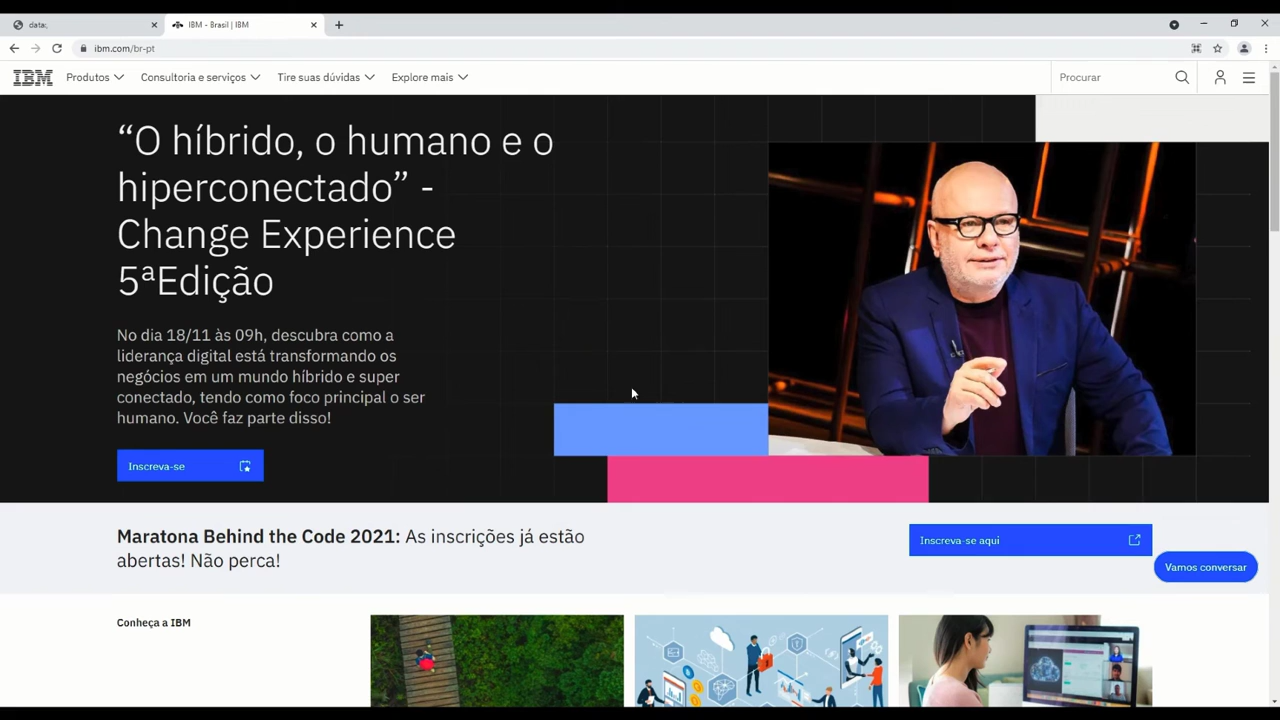 data:,
IBM - Brasil | IBM
ibm.com/br-pt
IBM
Produtos
Consultoria e serviços
Tire suas dúvidas
Explore mais
Procurar
“O híbrido, o humano e o
hiperconectado” -
Change Experience
5ªEdição
No dia 18/11 às 09h, descubra como a
liderança digital está transformando os
negócios em um mundo híbrido e super
conectado, tendo como foco principal o ser
humano. Você faz parte disso!
Inscreva-se
Maratona Behind the Code 2021: As inscrições já estão
abertas! Não perca!
Inscreva-se aqui
Vamos conversar
Conheça a IBM